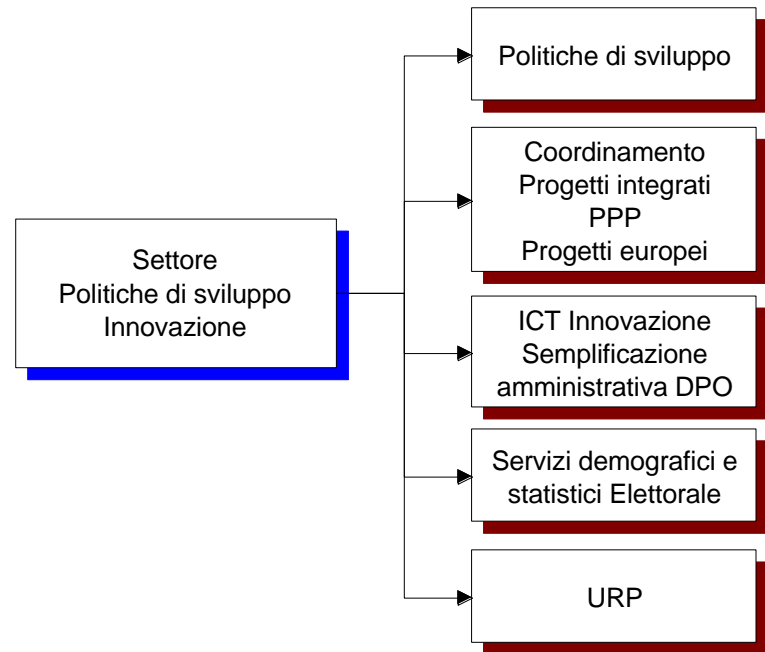 Settore
Politiche di sviluppo
Innovazione
Politiche di sviluppo
Coordinamento
Progetti integrati
PPP
Progetti europei
ICT Innovazione
Semplificazione
amministrativa DPO
Servizi demografici e
statistici Elettorale
URP